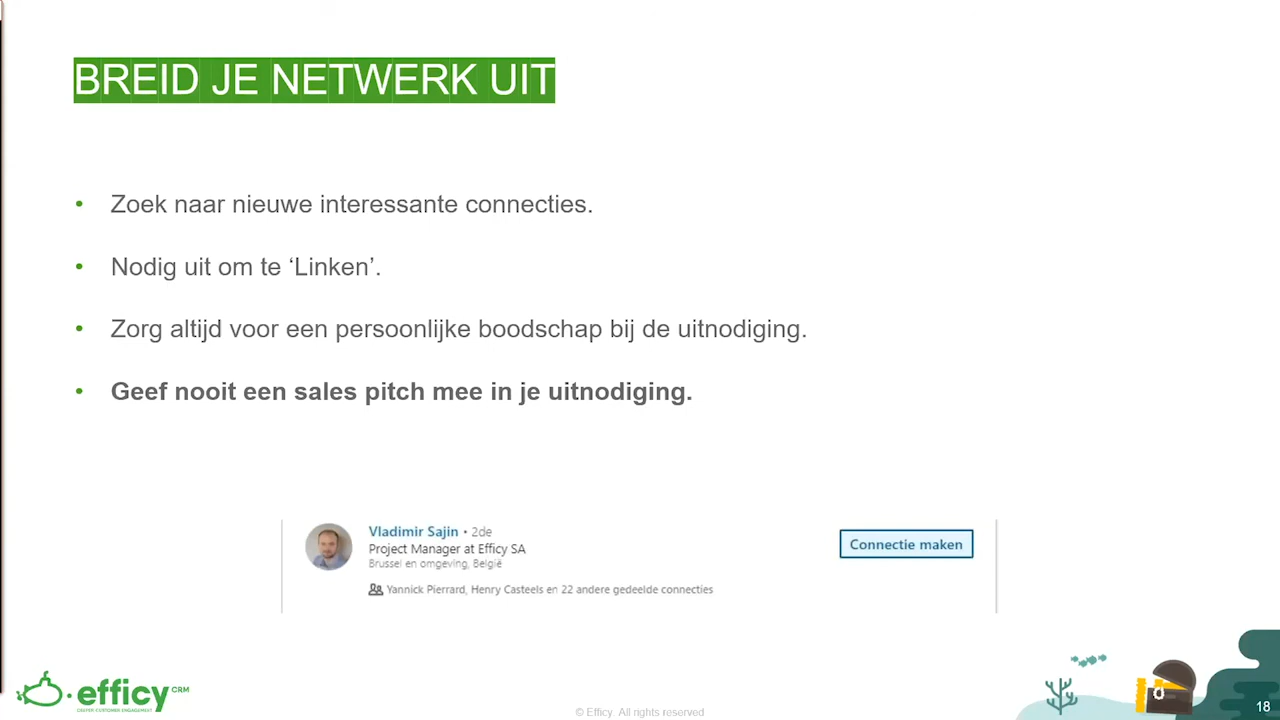 BREID JE NETWERK UIT
• Zoek naar nieuwe interessante connecties.
• Nodig uit om te ‘Linken’.
• Zorg altijd voor een persoonlijke boodschap bij de uitnodiging.
• Geef nooit een sales pitch mee in je uitnodiging.
Vladimir Sajin • 2de
Project Manager at Efficy SA
Brussel en omgeving, België
Yannick Pierrard, Henry Casteels en 22 andere gedeelde connecties
Connectie maken
efficy CRM
DEEPER CUSTOMER ENGAGEMENT
© Efficy. All rights reserved
18